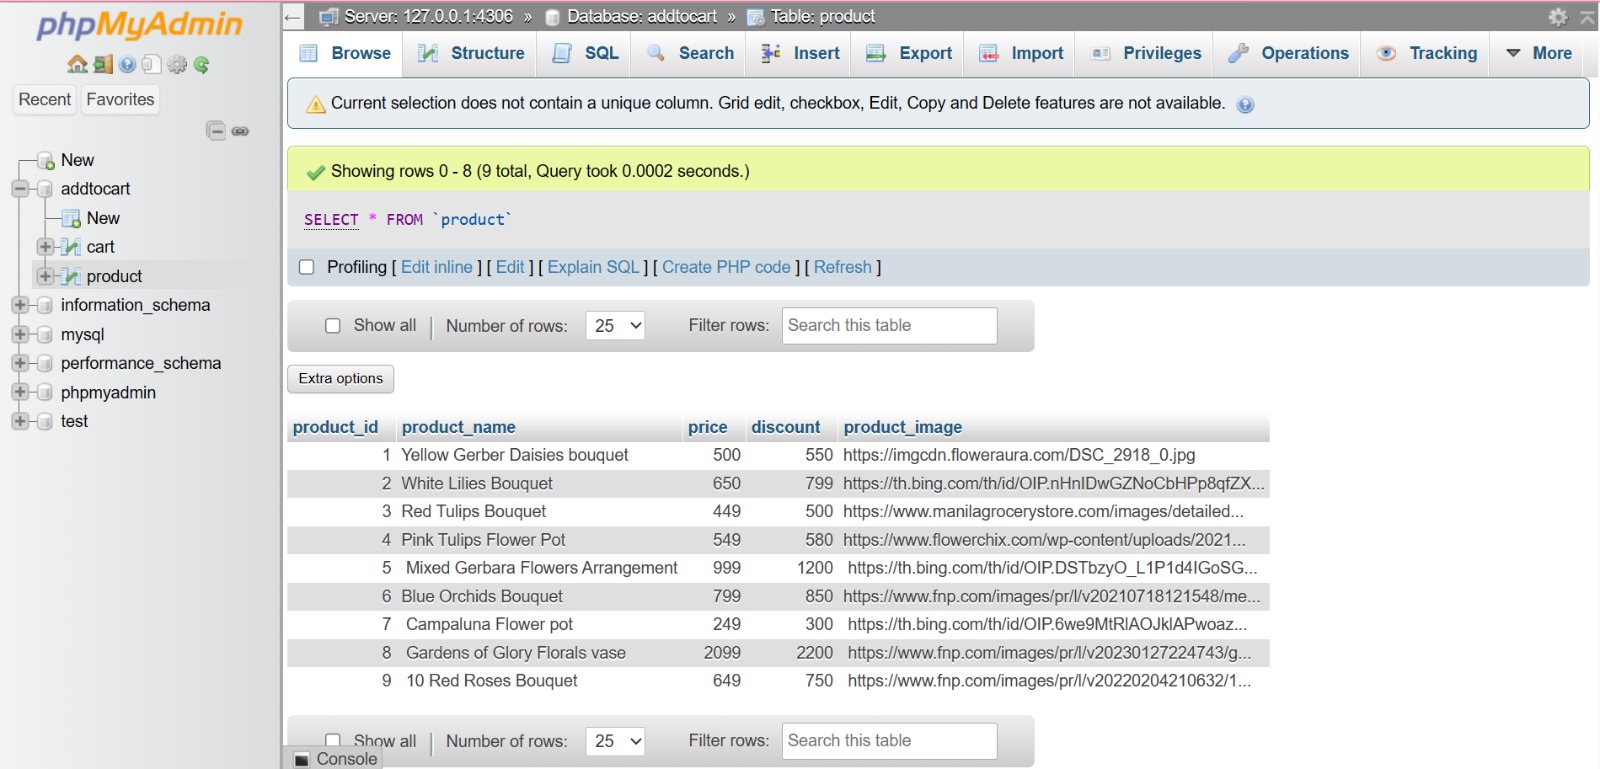 phpMyAdmin
Recent Favorites
New
addtocart
New
cart
product
information_schema
mysql
performance_schema
phpmyadmin
test
Server: 127.0.0.1:4306 » Database: addtocart » Table: product
Browse Structure SQL Search Insert Export Import Privileges Operations Tracking More
Current selection does not contain a unique column. Grid edit, checkbox, Edit, Copy and Delete features are not available.
Showing rows 0 - 8 (9 total, Query took 0.0002 seconds.)
SELECT * FROM `product`
Profiling [ Edit inline ] [ Edit ] [ Explain SQL ] [ Create PHP code ] [ Refresh ]
Show all | Number of rows: 25 Filter rows: Search this table
Extra options
product_id product_name price discount product_image
1 Yellow Gerber Daisies bouquet 500 550 https://imgcdn.floweraura.com/DSC_2918_0.jpg
2 White Lilies Bouquet 650 799 https://th.bing.com/th/id/OIP.nHnIDwGZNoCbHPp8qfZX...
3 Red Tulips Bouquet 449 500 https://www.manilagrocerystore.com/images/detailed...
4 Pink Tulips Flower Pot 549 580 https://www.flowerchix.com/wp-content/uploads/2021...
5 Mixed Gerbara Flowers Arrangement 999 1200 https://th.bing.com/th/id/OIP.DSTbzyO_L1P1d4IGoSG...
6 Blue Orchids Bouquet 799 850 https://www.fnp.com/images/pr/l/v20210718121548/me...
7 Campaluna Flower pot 249 300 https://th.bing.com/th/id/OIP.6we9MtRlAOJklAPwoaz...
8 Gardens of Glory Florals vase 2099 2200 https://www.fnp.com/images/pr/l/v20230127224743/g...
9 10 Red Roses Bouquet 649 750 https://www.fnp.com/images/pr/l/v20220204210632/1...
Show all | Number of rows: 25 Filter rows: Search this table
Console